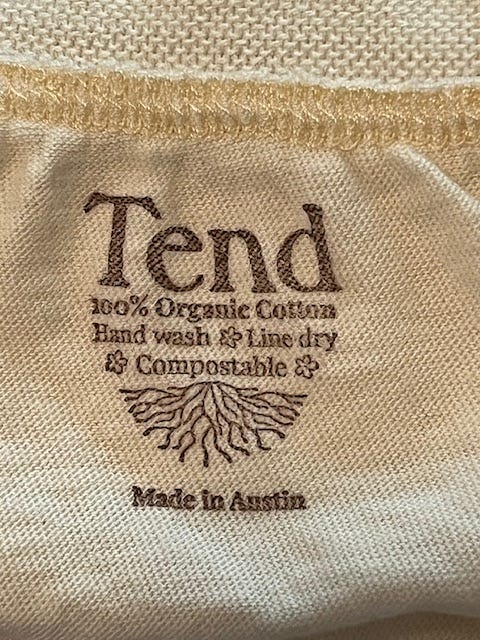 Tend
100% Organic Cotton
Hand wash & Line dry
Compostable
Made in Austin